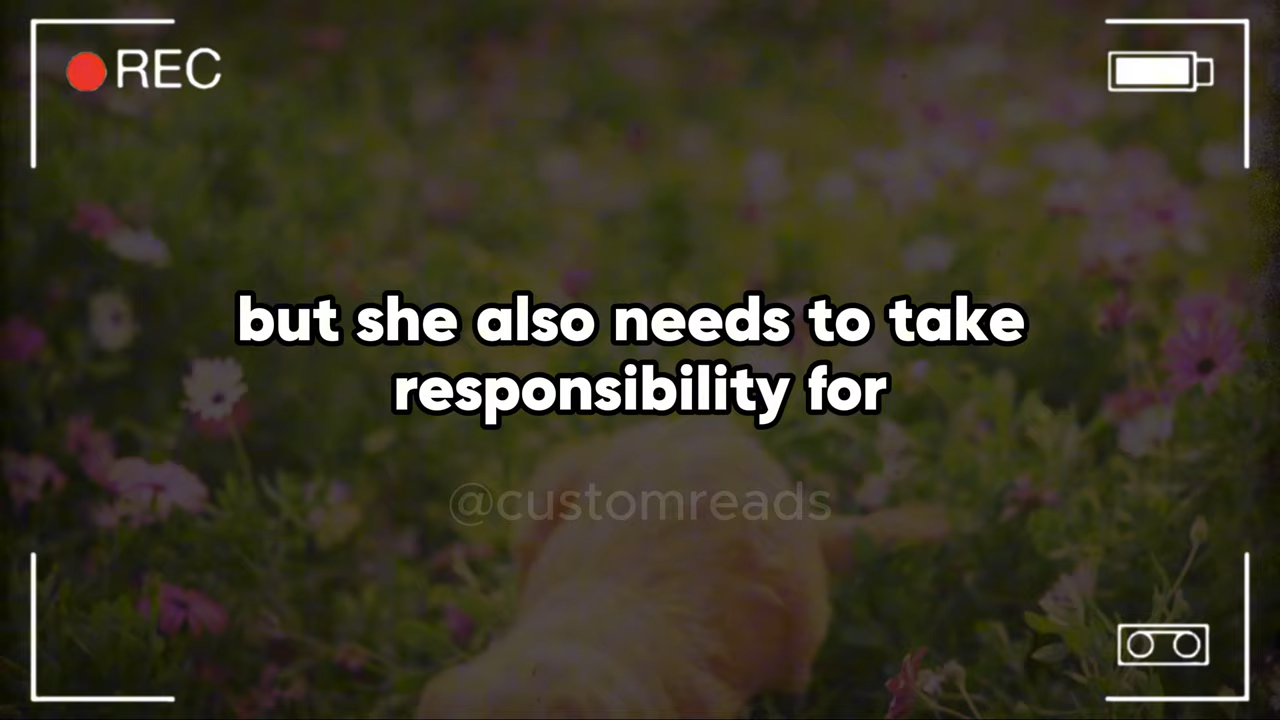 REC
but she also needs to take
responsibility for
@customreads